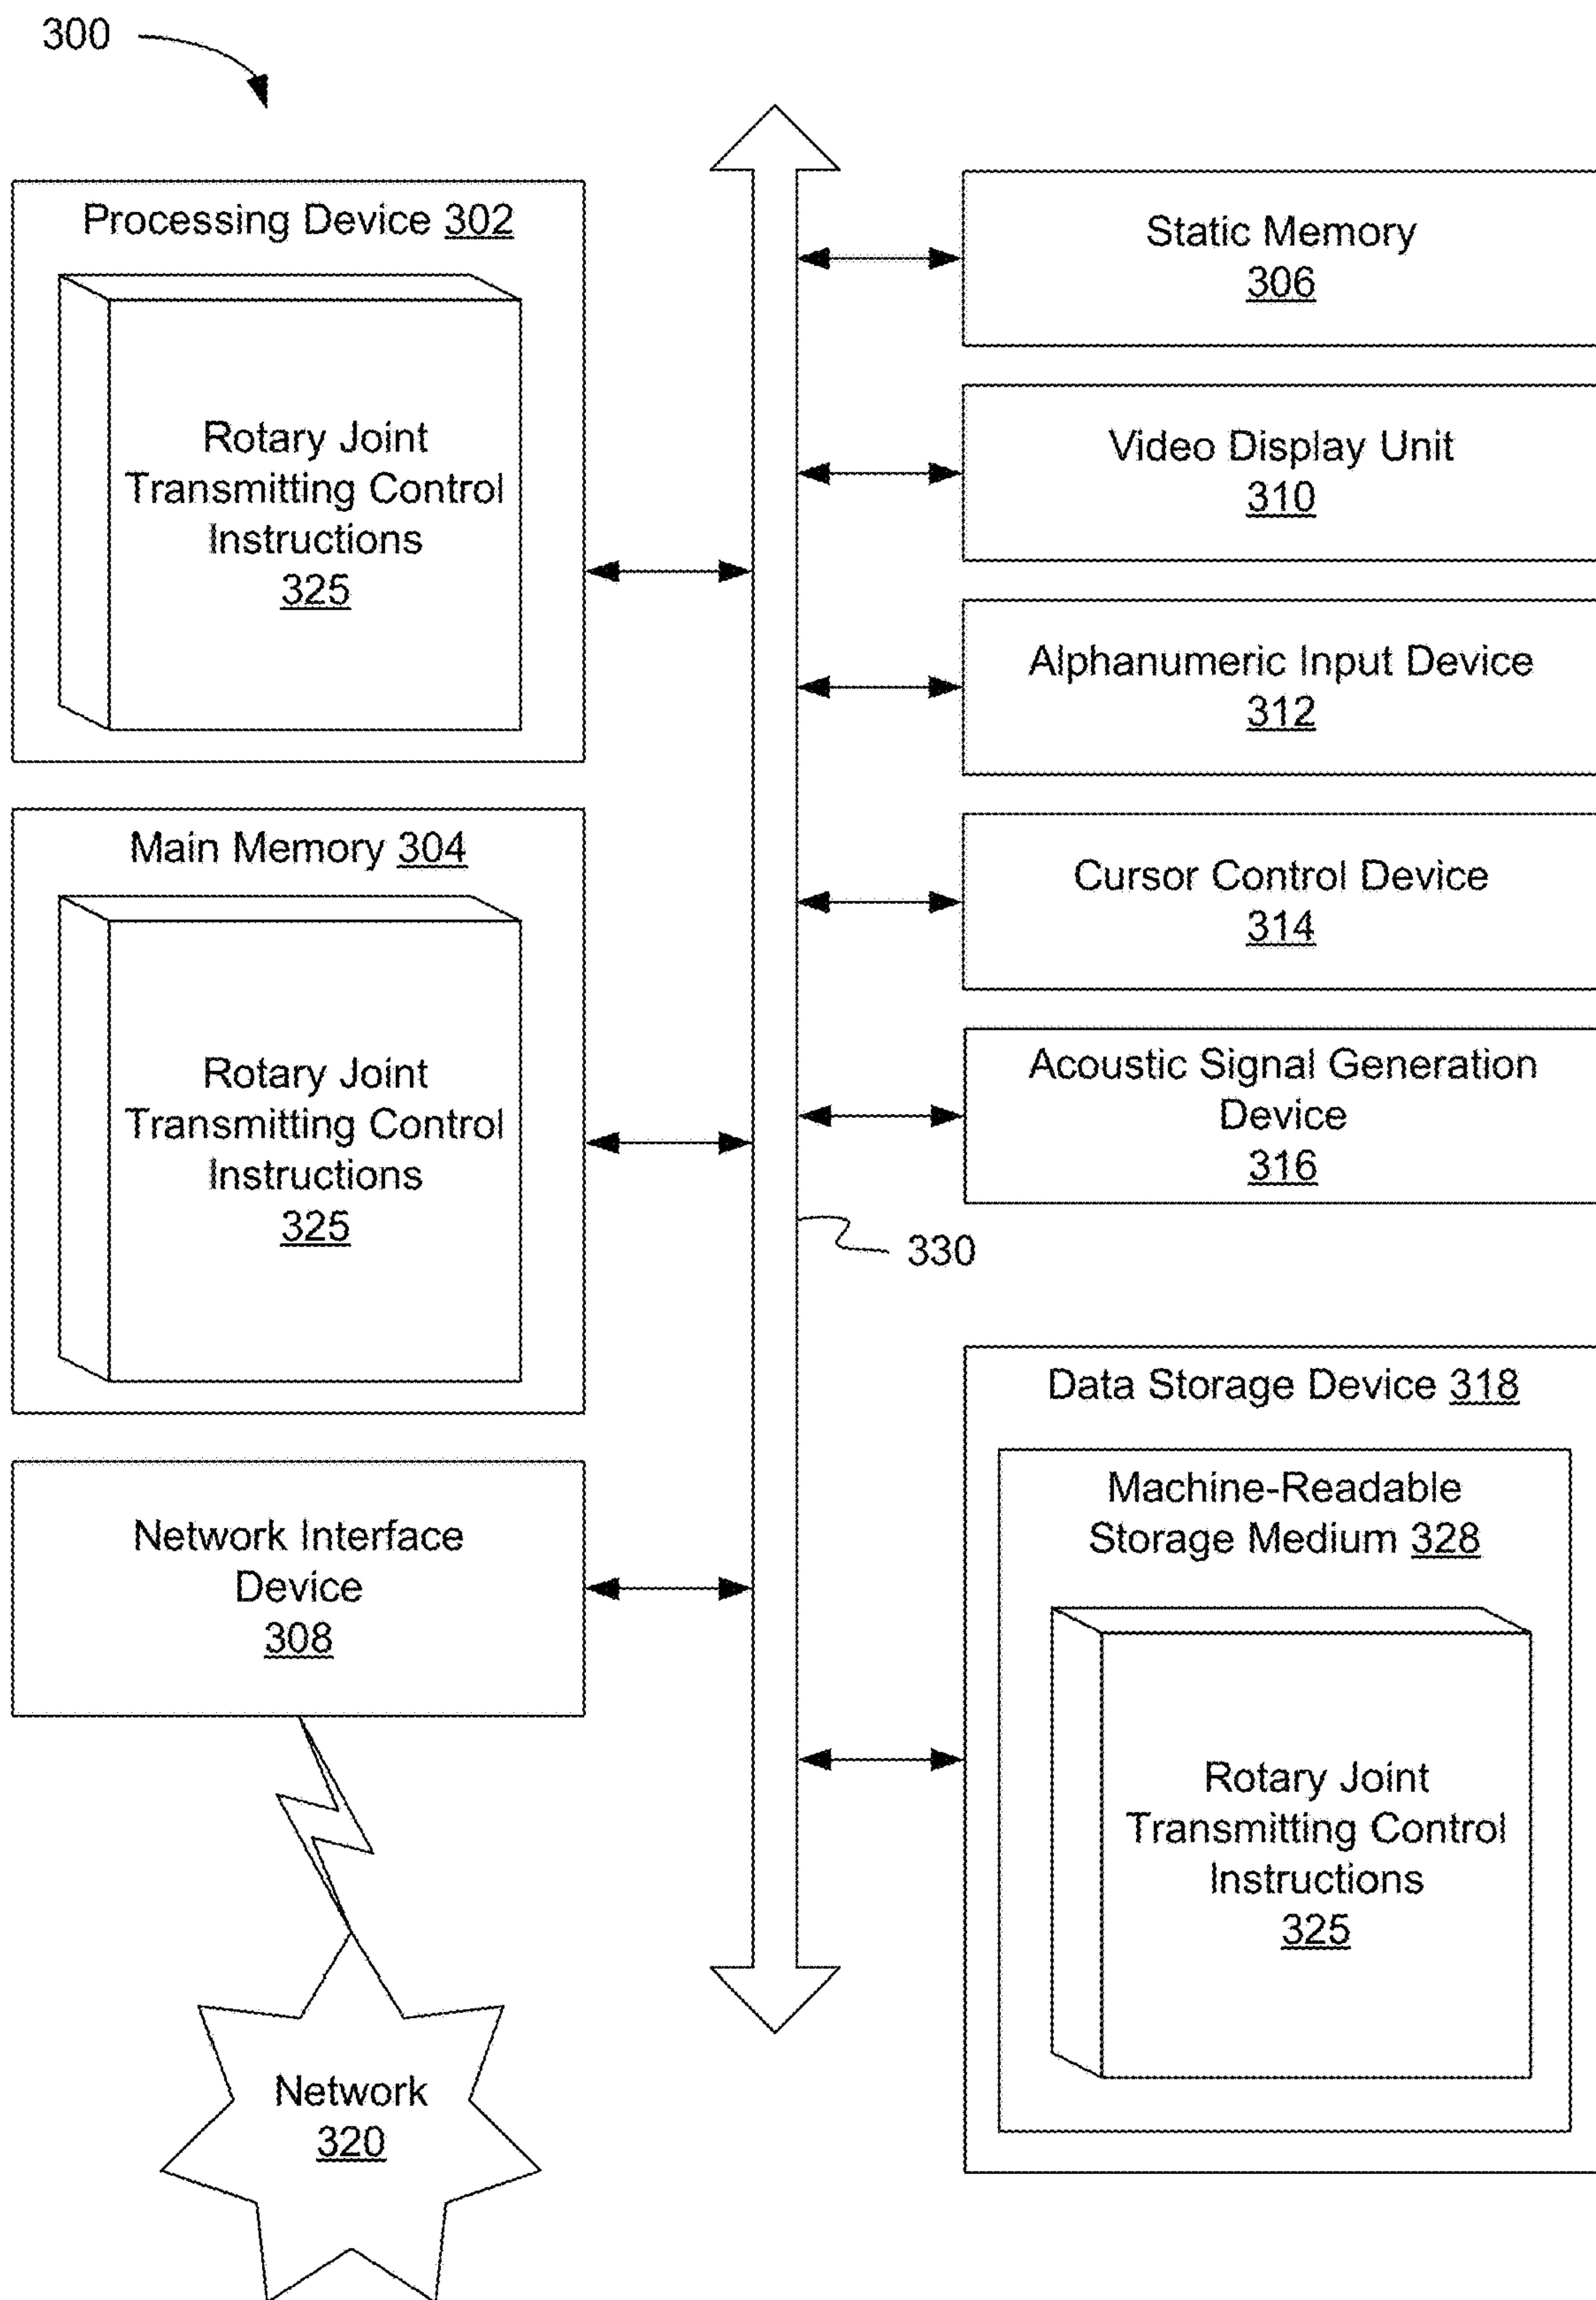 300
Processing Device 302
Rotary Joint
Transmitting Control
Instructions
325
Main Memory 304
Rotary Joint
Transmitting Control
Instructions
325
Network Interface
Device
308
Network
320
Static Memory
306
Video Display Unit
310
Alphanumeric Input Device
312
Cursor Control Device
314
Acoustic Signal Generation
Device
316
330
Data Storage Device 318
Machine-Readable
Storage Medium 328
Rotary Joint
Transmitting Control
Instructions
325